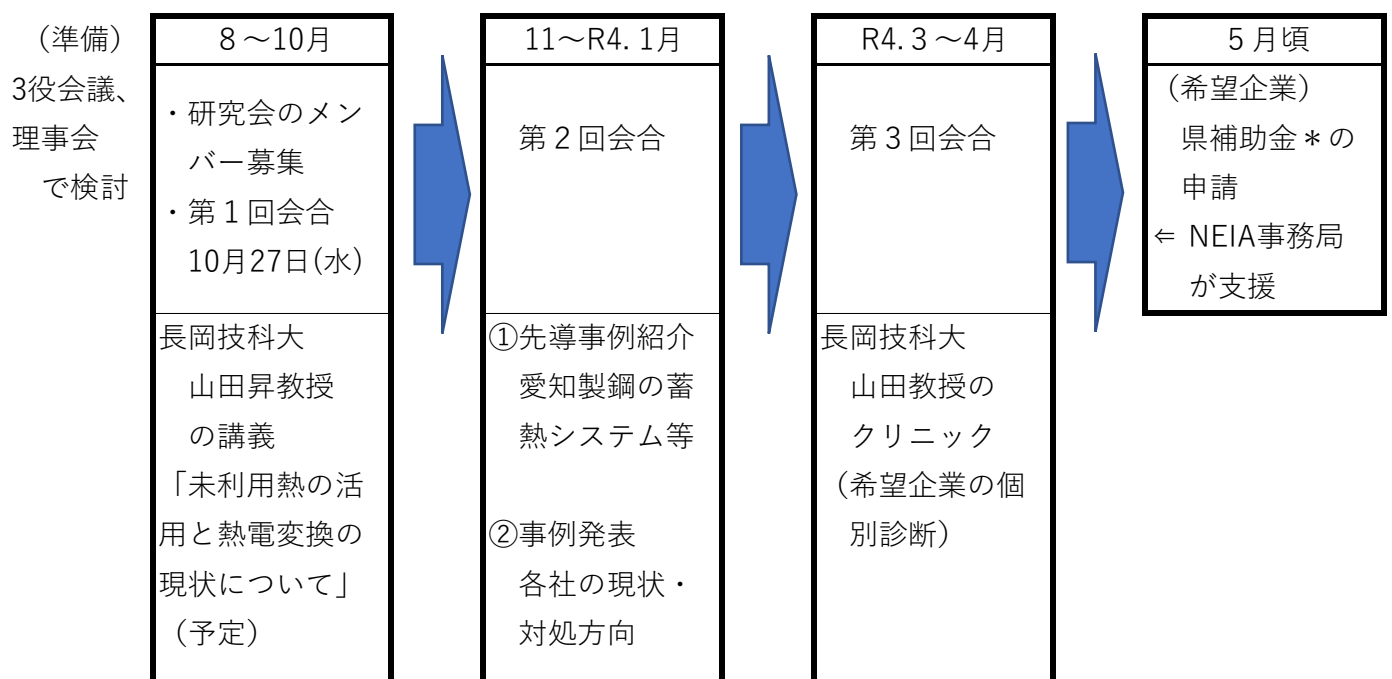 （準備）
3役会議、
理事会
で検討
８～10月
・研究会のメン
バー募集
・第１回会合
10月27日(水)
長岡技科大
山田昇教授
の講義
「未利用熱の活
用と熱電変換の
現状について」
（予定）
11～R4. 1月
第２回会合
①先導事例紹介
愛知製鋼の蓄
熱システム等
②事例発表
各社の現状・
対処方向
R4. 3～4月
第３回会合
長岡技科大
山田教授の
クリニック
（希望企業の個
別診断）
５月頃
（希望企業）
県補助金＊の
申請
⇐ NEIA事務局
が支援